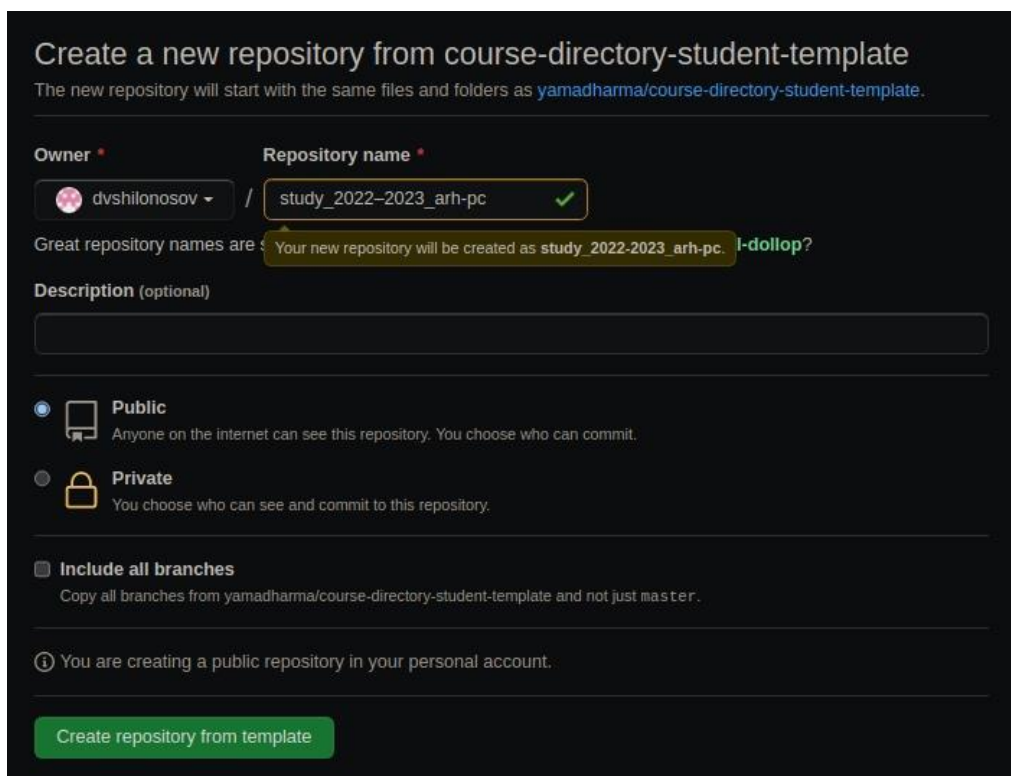 Create a new repository from course-directory-student-template
The new repository will start with the same files and folders as yamadharma/course-directory-student-template.
Owner *
Repository name *
dvshilonosov
/
study_2022–2023_arh-pc
Great repository names are
Your new repository will be created as study_2022-2023_arh-pc.
l-dollop?
Description (optional)
Public
Anyone on the internet can see this repository. You choose who can commit.
Private
You choose who can see and commit to this repository.
Include all branches
Copy all branches from yamadharma/course-directory-student-template and not just master.
You are creating a public repository in your personal account.
Create repository from template